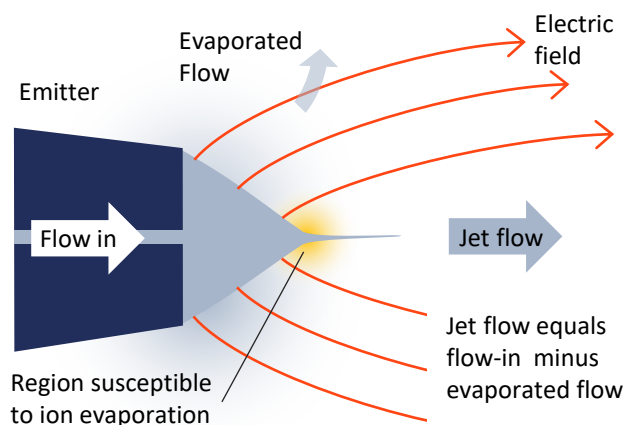 Evaporated
Flow
Electric
field
Emitter
Flow in
Jet flow
Jet flow equals
flow-in minus
evaporated flow
Region susceptible
to ion evaporation